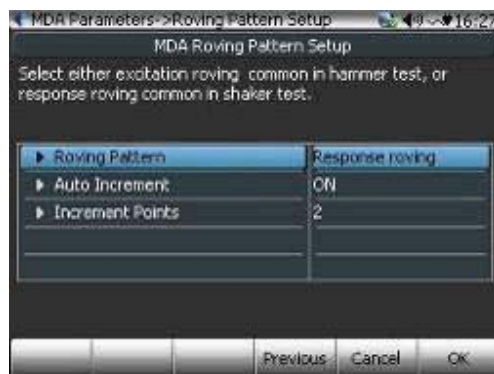 MDA Parameters->Roving Pattern Setup 16:27
MDA Roving Pattern Setup
Select either excitation roving common in hammer test, or
response roving common in shaker test.
Roving Pattern Response roving
Auto Increment ON
Increment Points 2
Previous Cancel OK